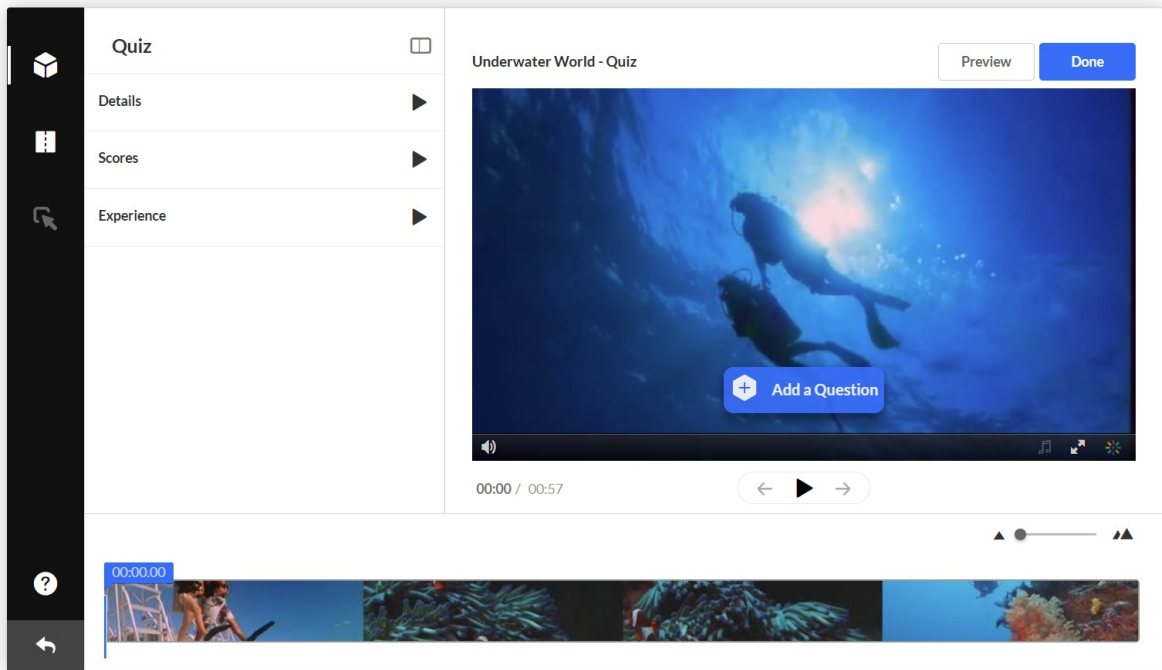 Quiz
Details
Scores
Experience
Underwater World - Quiz
Preview
Done
Add a Question
00:00 / 00:57
00:00.00